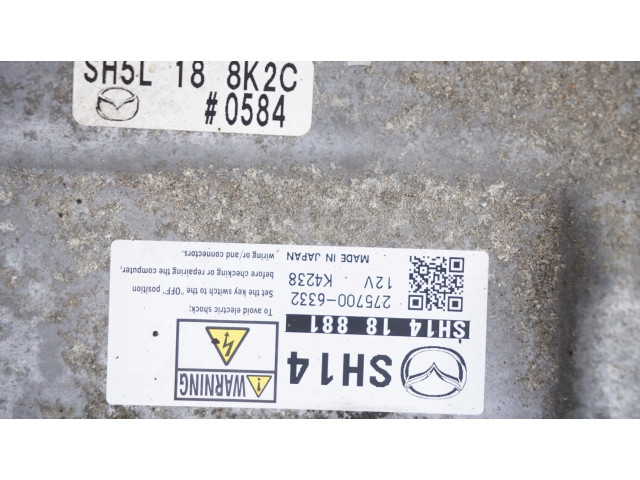 SH5L 18 8K2C
#0584
SH14
SH14 18 881
275700-6332
12V K4238
MADE IN JAPAN
WARNING
To avoid electric shock:
Set the key switch to the "OFF" position
before checking or repairing the computer,
wiring or/and connectors.